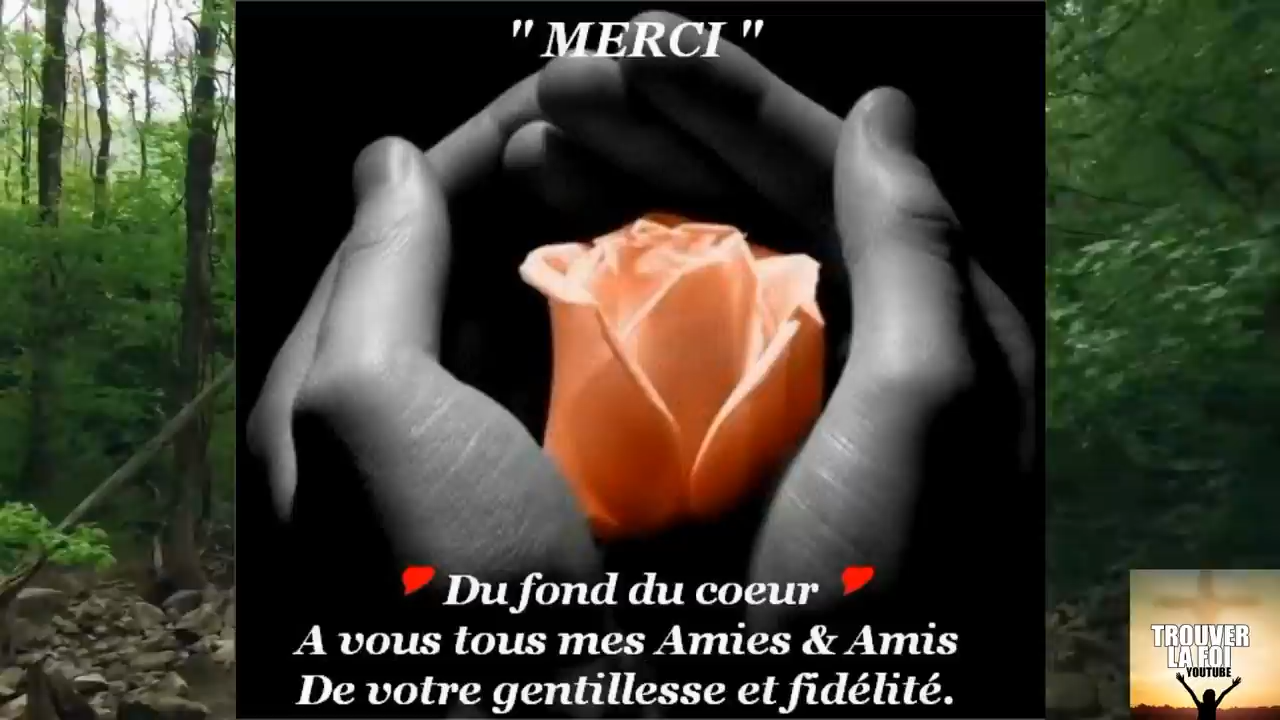 " MERCI "
Du fond du coeur
A vous tous mes Amies & Amis
De votre gentillesse et fidélité.
TROUVER
LA FOI
YOUTUBE